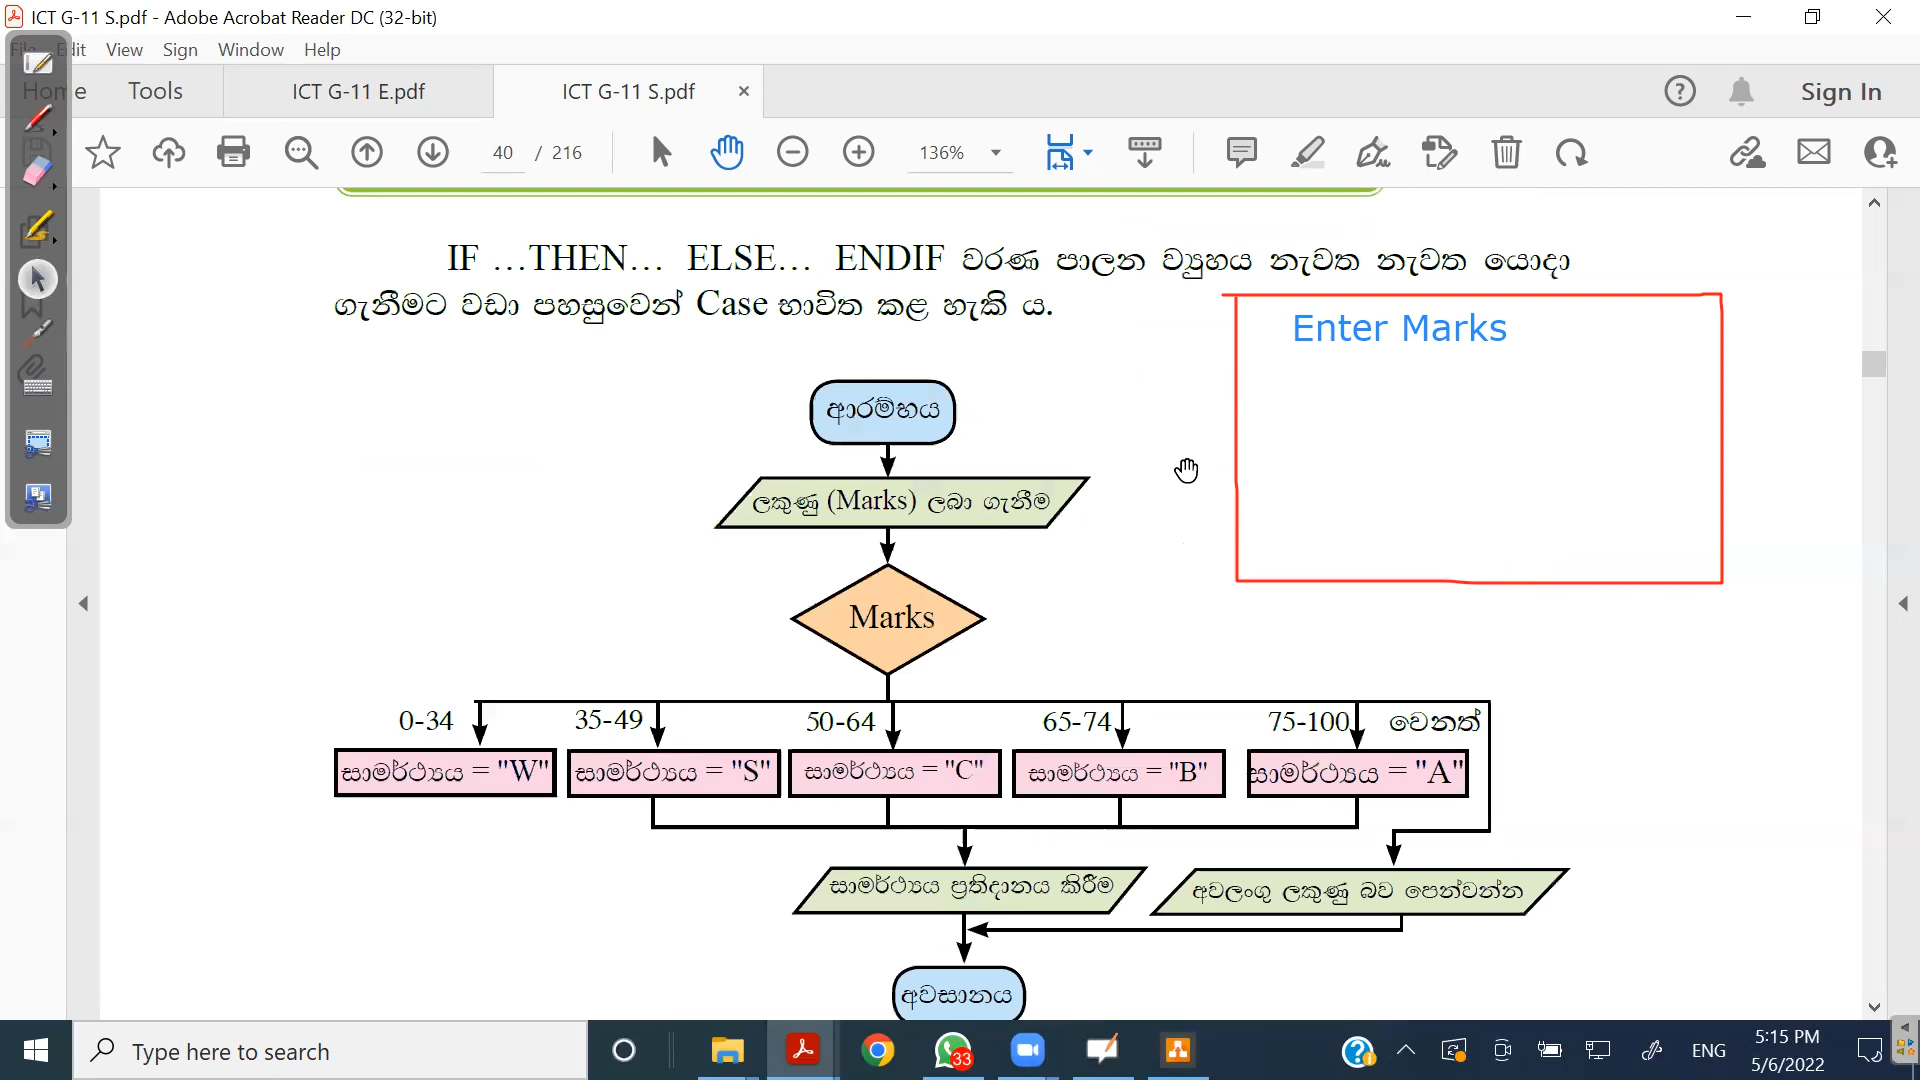 ICT G-11 S.pdf - Adobe Acrobat Reader DC (32-bit)
File Edit View Sign Window Help
Home Tools ICT G-11 E.pdf ICT G-11 S.pdf × Sign In
40 / 216 136%
IF ...THEN... ELSE... ENDIF වරණ පාලන ව්‍යුහය නැවත නැවත යොදා
ගැනීමට වඩා පහසුවෙන් Case භාවිත කළ හැකි ය.
Enter Marks
ආරම්භය
ලකුණු (Marks) ලබා ගැනීම
Marks
0-34 35-49 50-64 65-74 75-100 වෙනත්
සාමර්ථ්‍යය = "W" සාමර්ථ්‍යය = "S" සාමර්ථ්‍යය = "C" සාමර්ථ්‍යය = "B" සාමර්ථ්‍යය = "A"
සාමර්ථ්‍යය ප්‍රතිදානය කිරීම අවලංගු ලකුණු බව පෙන්වන්න
අවසානය
Type here to search 33 ENG 5:15 PM
5/6/2022